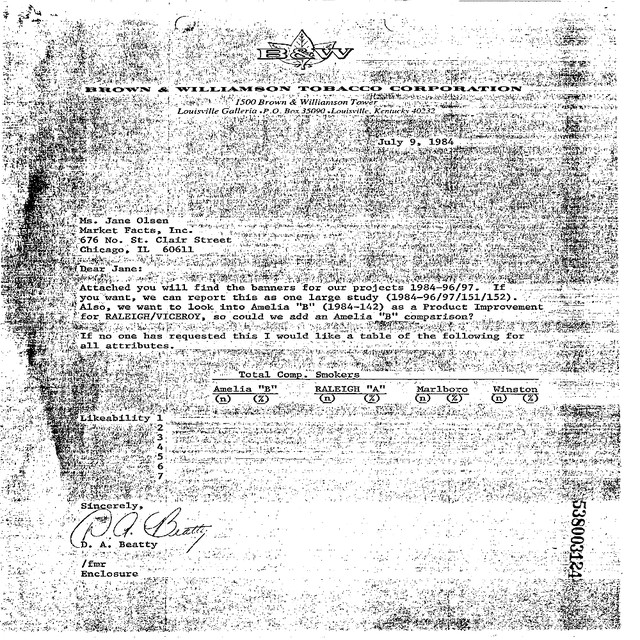 B&W
BROWN & WILLIAMSON TOBACCO CORPORATION
1500 Brown & Williamson Tower
Louisville Galleria • P.O. Box 35090 • Louisville, Kentucky 40232
July 9, 1984
Ms. Jane Olsen
Market Facts, Inc.
676 No. St. Clair Street
Chicago, IL 60611
Dear Jane:
Attached you will find the banners for our projects 1984-96/97. If
you want, we can report this as one large study (1984-96/97/151/152).
Also, we want to look into Amelia "B" (1984-142) as a Product Improvement
for RALEIGH/VICEROY, so could we add an Amelia "B" comparison?
If no one has requested this I would like a table of the following for
all attributes.
Total Comp. Smokers
Amelia "B" RALEIGH "A" Marlboro Winston
(n) (%) (n) (%) (n) (%) (n) (%)
Likeability 1
2
3
4
5
6
7
Sincerely,
D. A. Beatty
D. A. Beatty
/fmr
Enclosure
538003124